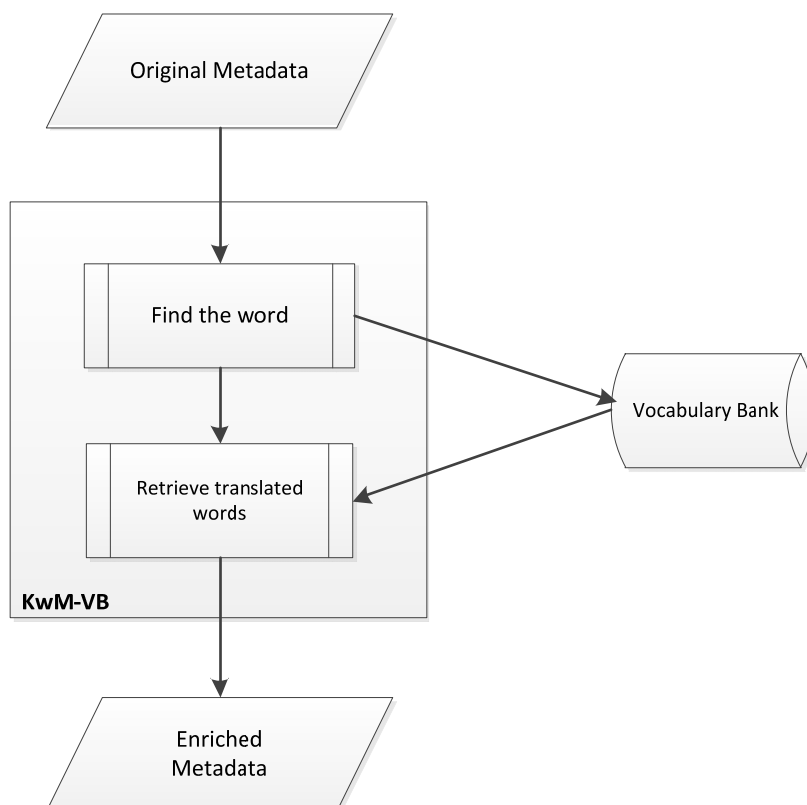 Original Metadata
Find the word
Vocabulary Bank
Retrieve translated
words
KwM-VB
Enriched
Metadata